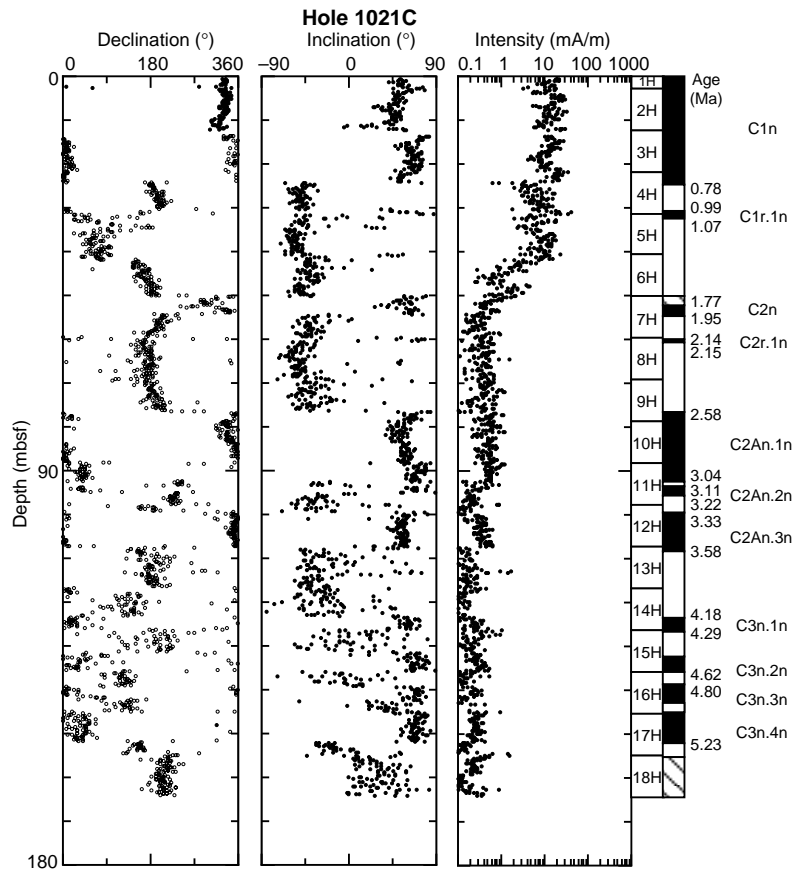 Hole 1021C
Declination (°)
Inclination (°)
Intensity (mA/m)
0 180 360
–90 0 90
0.1 1 10 100 1000
0
90
180
Depth (mbsf)
1H
2H
3H
4H
5H
6H
7H
8H
9H
10H
11H
12H
13H
14H
15H
16H
17H
18H
Age
(Ma)
0.78
0.99
1.07
1.77
1.95
2.14
2.15
2.58
3.04
3.11
3.22
3.33
3.58
4.18
4.29
4.62
4.80
5.23
C1n
C1r.1n
C2n
C2r.1n
C2An.1n
C2An.2n
C2An.3n
C3n.1n
C3n.2n
C3n.3n
C3n.4n